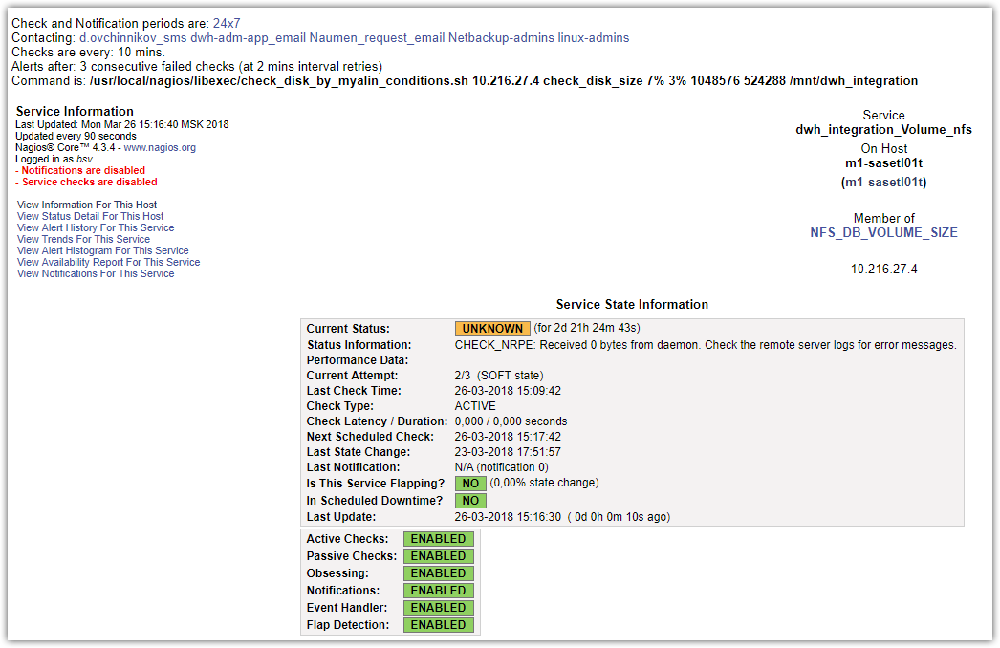 Check and Notification periods are: 24x7
Contacting: d.ovchinnikov_sms dwh-adm-app_email Naumen_request_email Netbackup-admins linux-admins
Checks are every: 10 mins.
Alerts after: 3 consecutive failed checks (at 2 mins interval retries)
Command is: /usr/local/nagios/libexec/check_disk_by_myalin_conditions.sh 10.216.27.4 check_disk_size 7% 3% 1048576 524288 /mnt/dwh_integration
Service Information
Last Updated: Mon Mar 26 15:16:40 MSK 2018
Updated every 90 seconds
Nagios® Core™ 4.3.4 - www.nagios.org
Logged in as bsv
- Notifications are disabled
- Service checks are disabled
View Information For This Host
View Status Detail For This Host
View Alert History For This Service
View Trends For This Service
View Alert Histogram For This Service
View Availability Report For This Service
View Notifications For This Service
Service
dwh_integration_Volume_nfs
On Host
m1-sasetl01t
(m1-sasetl01t)
Member of
NFS_DB_VOLUME_SIZE
10.216.27.4
Service State Information
Current Status: UNKNOWN (for 2d 21h 24m 43s)
Status Information: CHECK_NRPE: Received 0 bytes from daemon. Check the remote server logs for error messages.
Performance Data:
Current Attempt: 2/3 (SOFT state)
Last Check Time: 26-03-2018 15:09:42
Check Type: ACTIVE
Check Latency / Duration: 0,000 / 0,000 seconds
Next Scheduled Check: 26-03-2018 15:17:42
Last State Change: 23-03-2018 17:51:57
Last Notification: N/A (notification 0)
Is This Service Flapping? NO (0,00% state change)
In Scheduled Downtime? NO
Last Update: 26-03-2018 15:16:30 ( 0d 0h 0m 10s ago)
Active Checks: ENABLED
Passive Checks: ENABLED
Obsessing: ENABLED
Notifications: ENABLED
Event Handler: ENABLED
Flap Detection: ENABLED